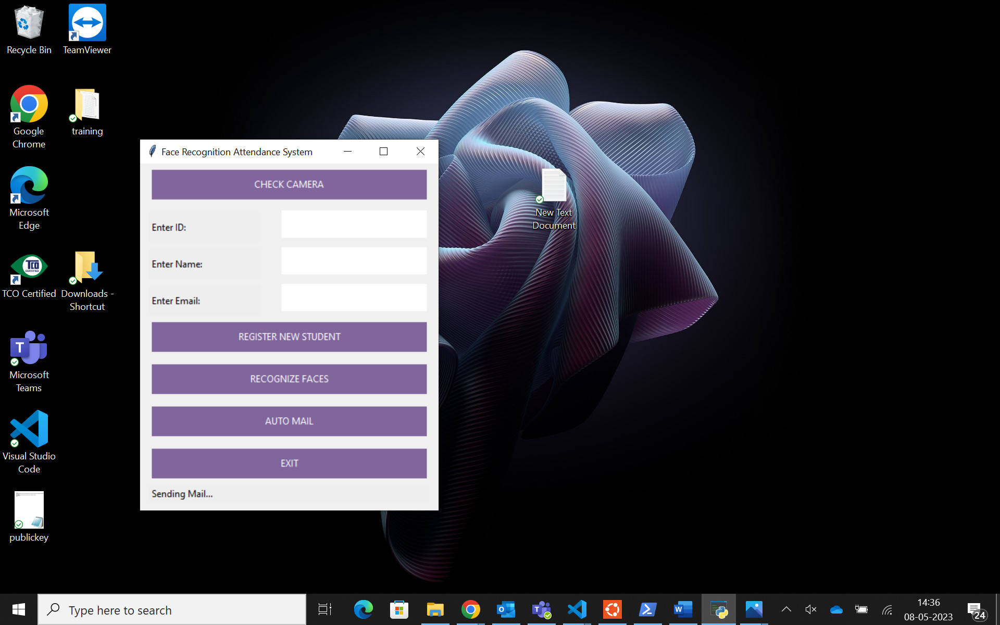 Recycle Bin
TeamViewer
Google
Chrome
training
Microsoft
Edge
TCO
CERTIFIED
TCO Certified
Downloads -
Shortcut
T
Microsoft
Teams
Visual Studio
Code
publickey
Face Recognition Attendance System
CHECK CAMERA
Enter ID:
Enter Name:
Enter Email:
REGISTER NEW STUDENT
RECOGNIZE FACES
AUTO MAIL
EXIT
Sending Mail...
New Text
Document
Type here to search
14:36
08-05-2023
24